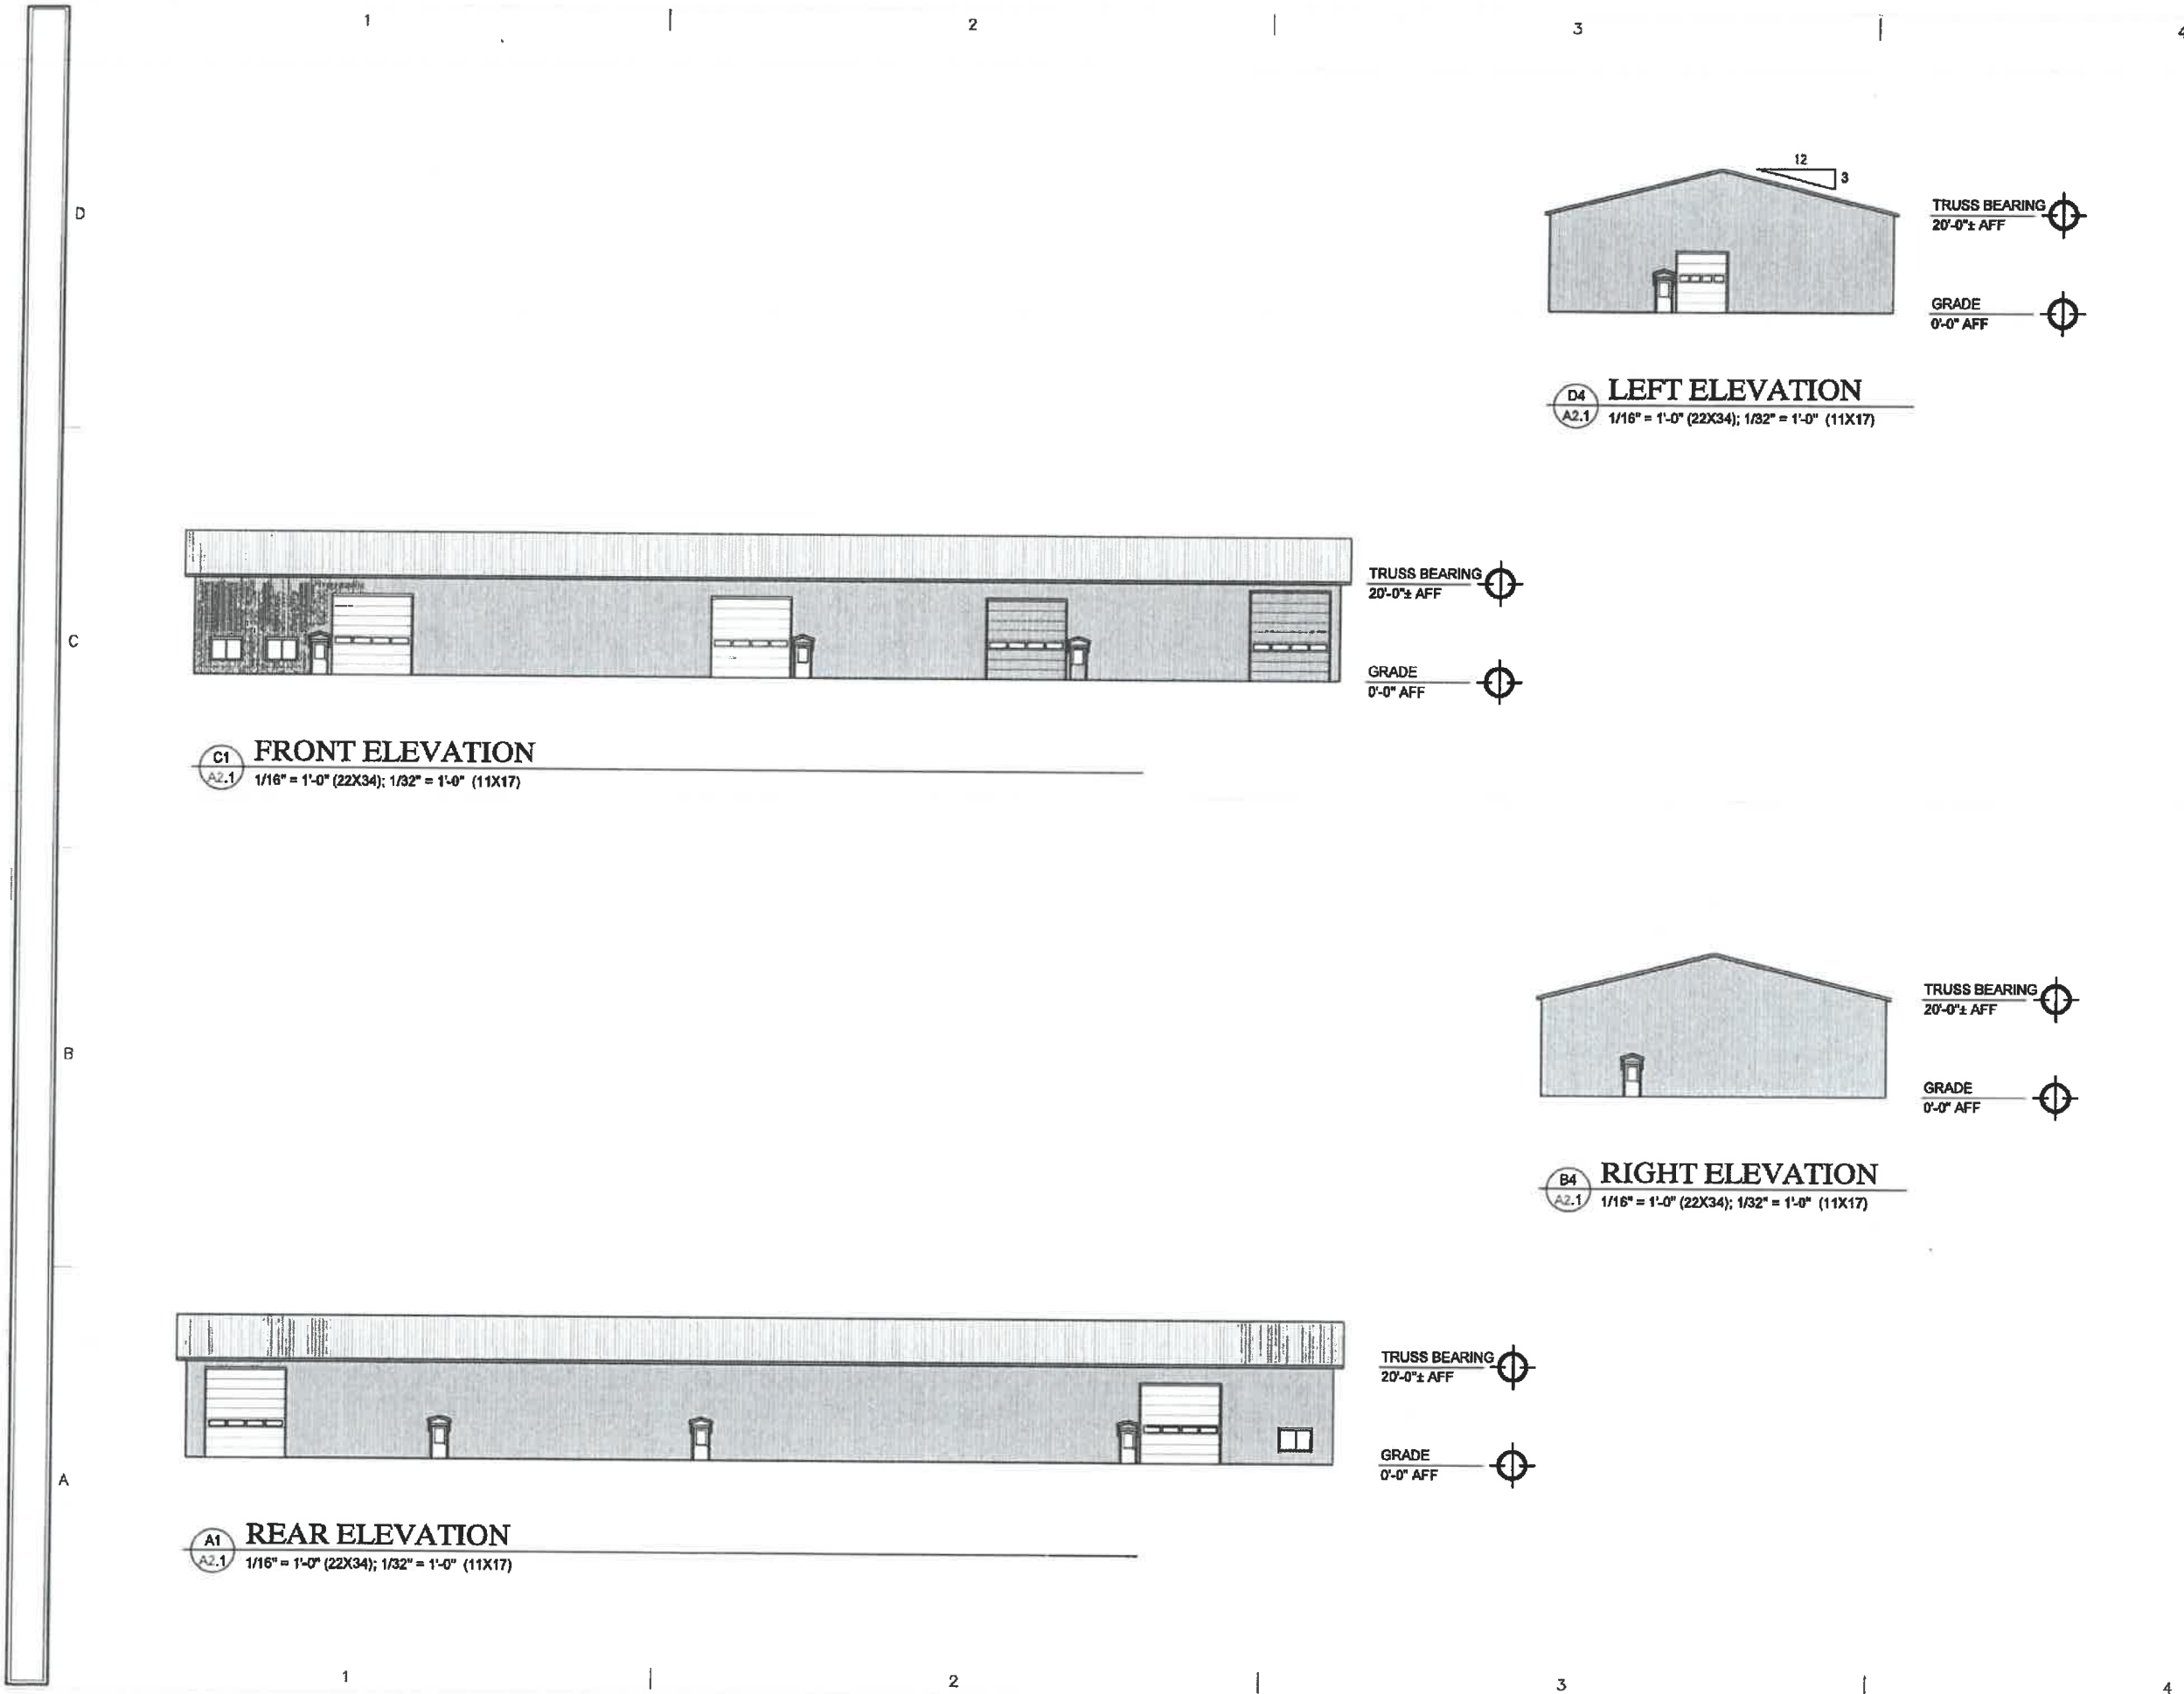 1
2
3
4
12
3
D
TRUSS BEARING
20'-0"± AFF
GRADE
0'-0" AFF
D4
A2.1
LEFT ELEVATION
1/16" = 1'-0" (22X34); 1/32" = 1'-0" (11X17)
C
TRUSS BEARING
20'-0"± AFF
GRADE
0'-0" AFF
C1
A2.1
FRONT ELEVATION
1/16" = 1'-0" (22X34); 1/32" = 1'-0" (11X17)
B
TRUSS BEARING
20'-0"± AFF
GRADE
0'-0" AFF
B4
A2.1
RIGHT ELEVATION
1/16" = 1'-0" (22X34); 1/32" = 1'-0" (11X17)
TRUSS BEARING
20'-0"± AFF
A
GRADE
0'-0" AFF
A1
A2.1
REAR ELEVATION
1/16" = 1'-0" (22X34); 1/32" = 1'-0" (11X17)
1
2
3
4